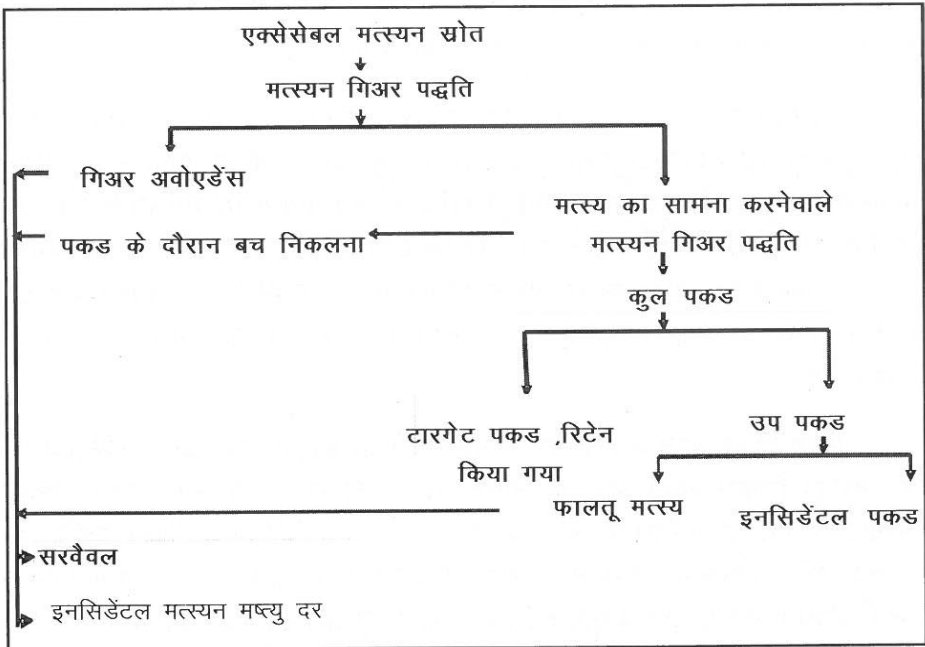 एक्सेसेबल मत्स्यन स्रोत
मत्स्यन गिअर पद्धति
गिअर अवोएडेंस
मत्स्य का सामना करनेवाले
मत्स्यन गिअर पद्धति
पकड के दौरान बच निकलना
कुल पकड
टारगेट पकड ,रिटेन
किया गया
उप पकड
फालतू मत्स्य
इनसिडेंटल पकड
सरवैवल
इनसिडेंटल मत्स्यन मष्त्यु दर